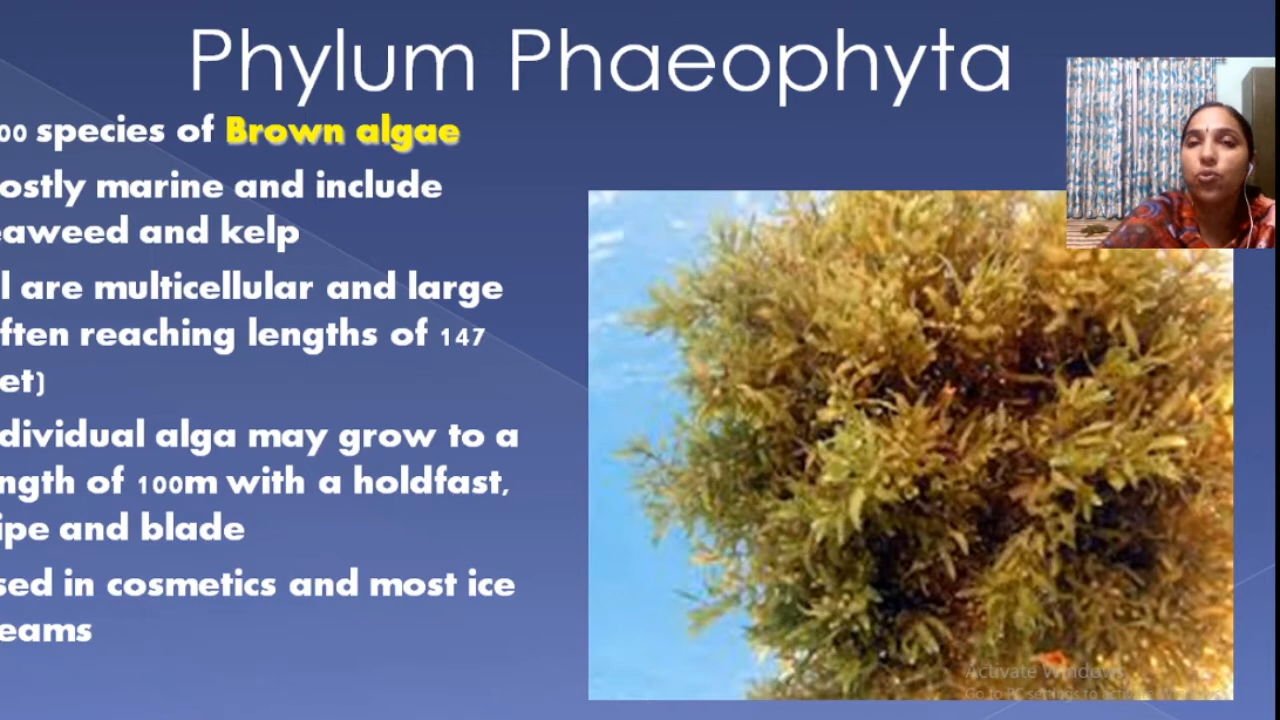 Phylum Phaeophyta
00 species of Brown algae
ostly marine and include
eaweed and kelp
l are multicellular and large
ften reaching lengths of 147
et)
dividual alga may grow to a
ngth of 100m with a holdfast,
ipe and blade
sed in cosmetics and most ice
eams
Activate Windows
Go to PC settings to activate Windows.